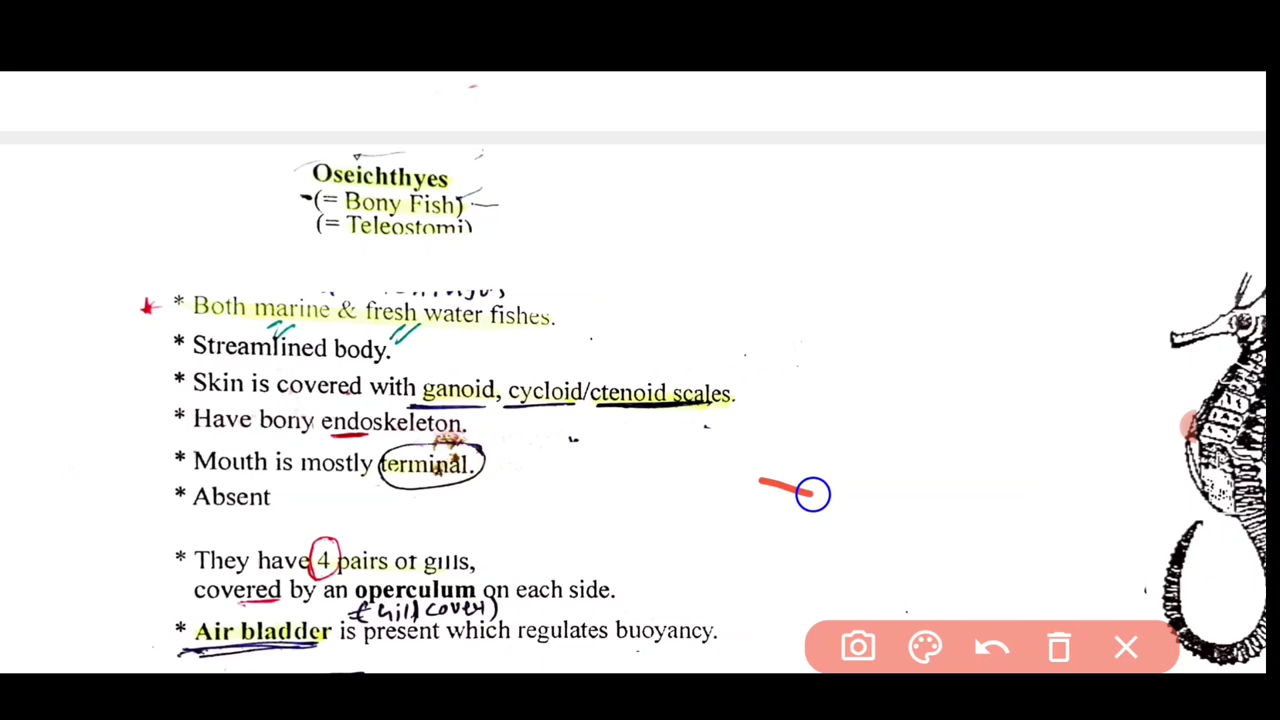 Oseichthyes
(= Bony Fish)
(= Teleostomi)
* Both marine & fresh water fishes.
* Streamlined body.
* Skin is covered with ganoid, cycloid/ctenoid scales.
* Have bony endoskeleton.
* Mouth is mostly terminal.
* Absent
* They have 4 pairs of gills,
covered by an operculum on each side.
(Gill cover)
* Air bladder is present which regulates buoyancy.